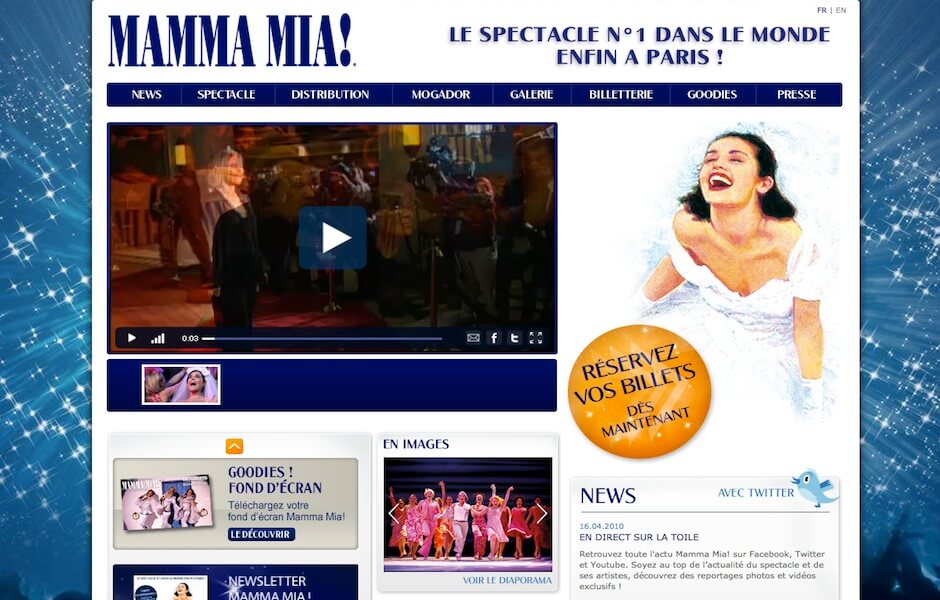 FR | EN
MAMMA MIA!
LE SPECTACLE N°1 DANS LE MONDE
ENFIN A PARIS !
NEWS
SPECTACLE
DISTRIBUTION
MOGADOR
GALERIE
BILLETTERIE
GOODIES
PRESSE
0:03
RÉSERVEZ
VOS BILLETS
DÈS
MAINTENANT
GOODIES !
FOND D'ÉCRAN
Téléchargez votre
fond d'écran Mamma Mia!
LE DÉCOUVRIR
NEWSLETTER
MAMMA MIA !
EN IMAGES
VOIR LE DIAPORAMA
NEWS
AVEC TWITTER
16.04.2010
EN DIRECT SUR LA TOILE
Retrouvez toute l'actu Mamma Mia! sur Facebook, Twitter
et Youtube. Soyez au top de l'actualité du spectacle et de
ses artistes, découvrez des reportages photos et vidéos
exclusifs !